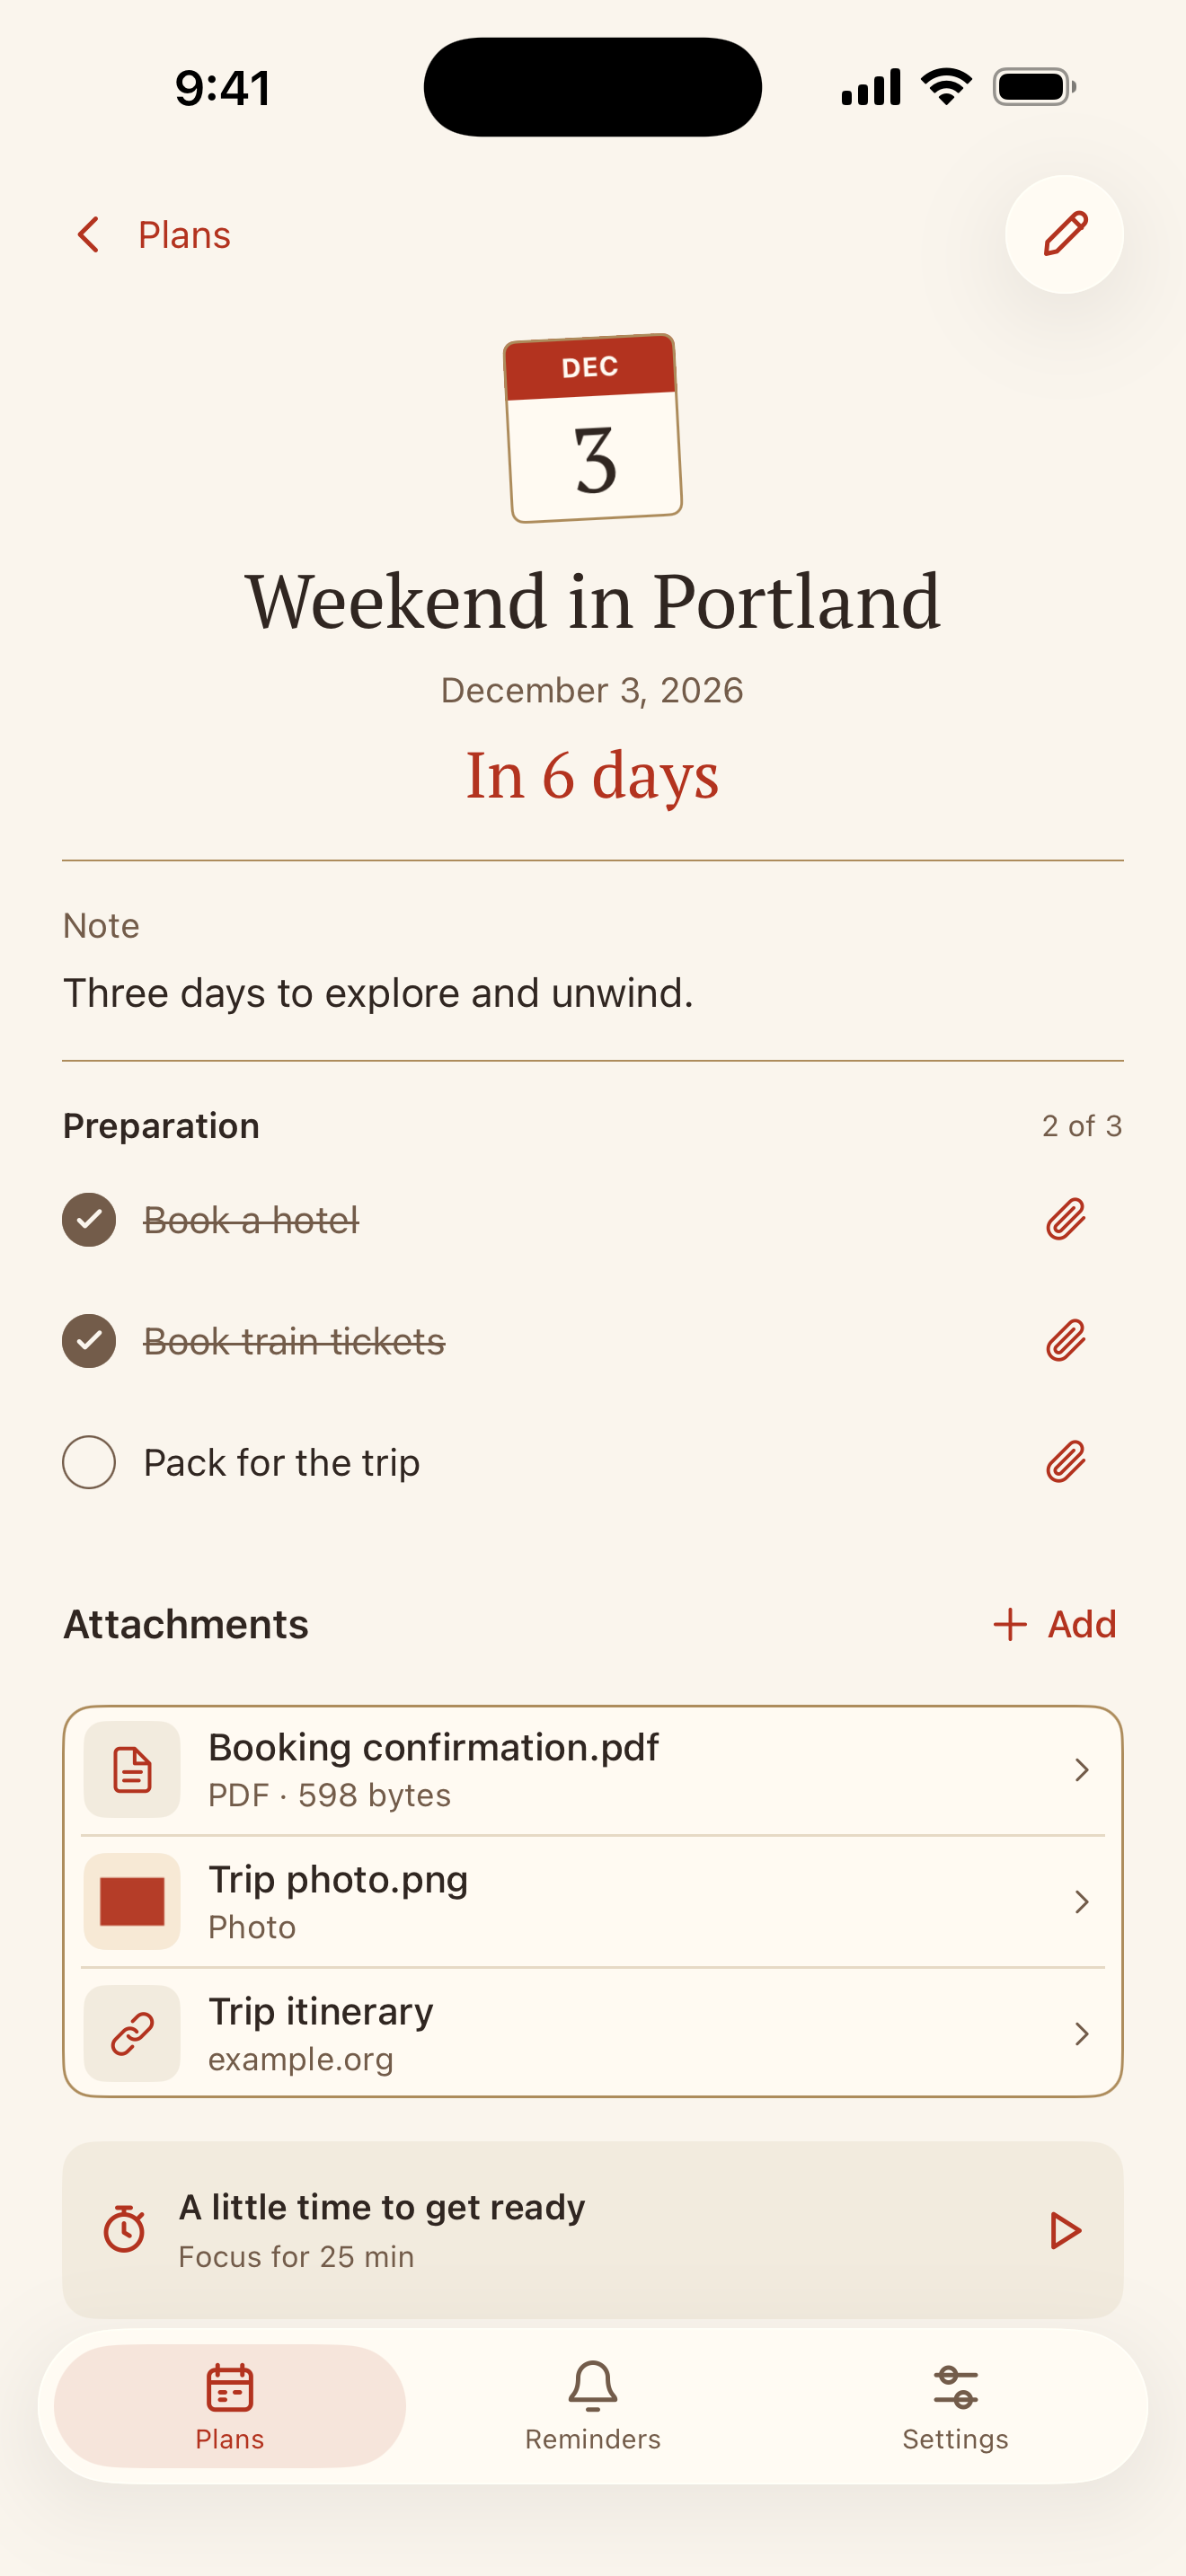 9:41
Plans
DEC
3
Weekend in Portland
December 3, 2026
In 6 days
Note
Three days to explore and unwind.
Preparation
2 of 3
Book a hotel
Book train tickets
Pack for the trip
Attachments
Add
Booking confirmation.pdf
PDF · 598 bytes
Trip photo.png
Photo
Trip itinerary
example.org
A little time to get ready
Focus for 25 min
Plans
Reminders
Settings